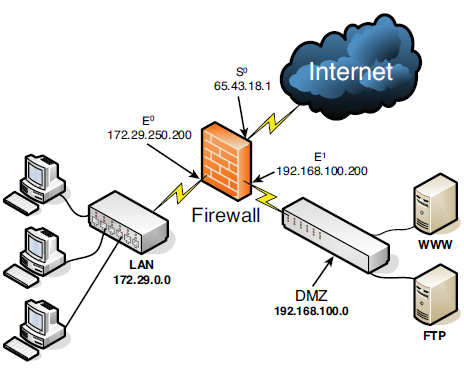 Internet
S⁰
65.43.18.1
E⁰
172.29.250.200
E¹
192.168.100.200
Firewall
WWW
LAN
172.29.0.0
DMZ
192.168.100.0
FTP